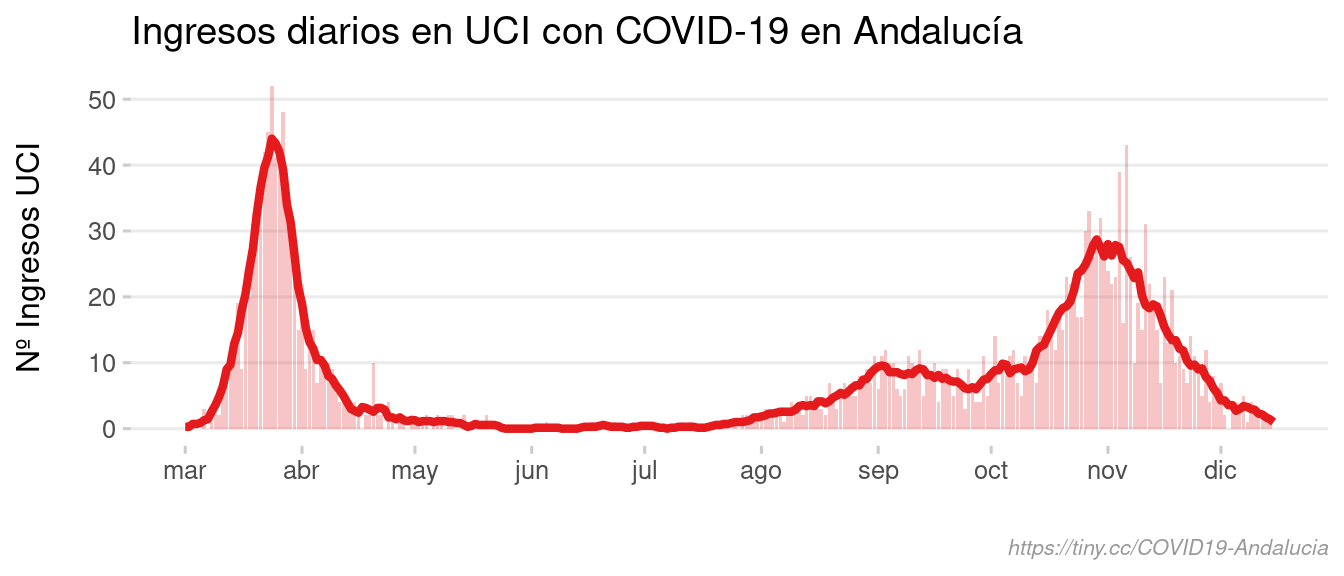 Ingresos diarios en UCI con COVID-19 en Andalucía
Nº Ingresos UCI
50
40
30
20
10
0
mar abr may jun jul ago sep oct nov dic
https://tiny.cc/COVID19-Andalucia